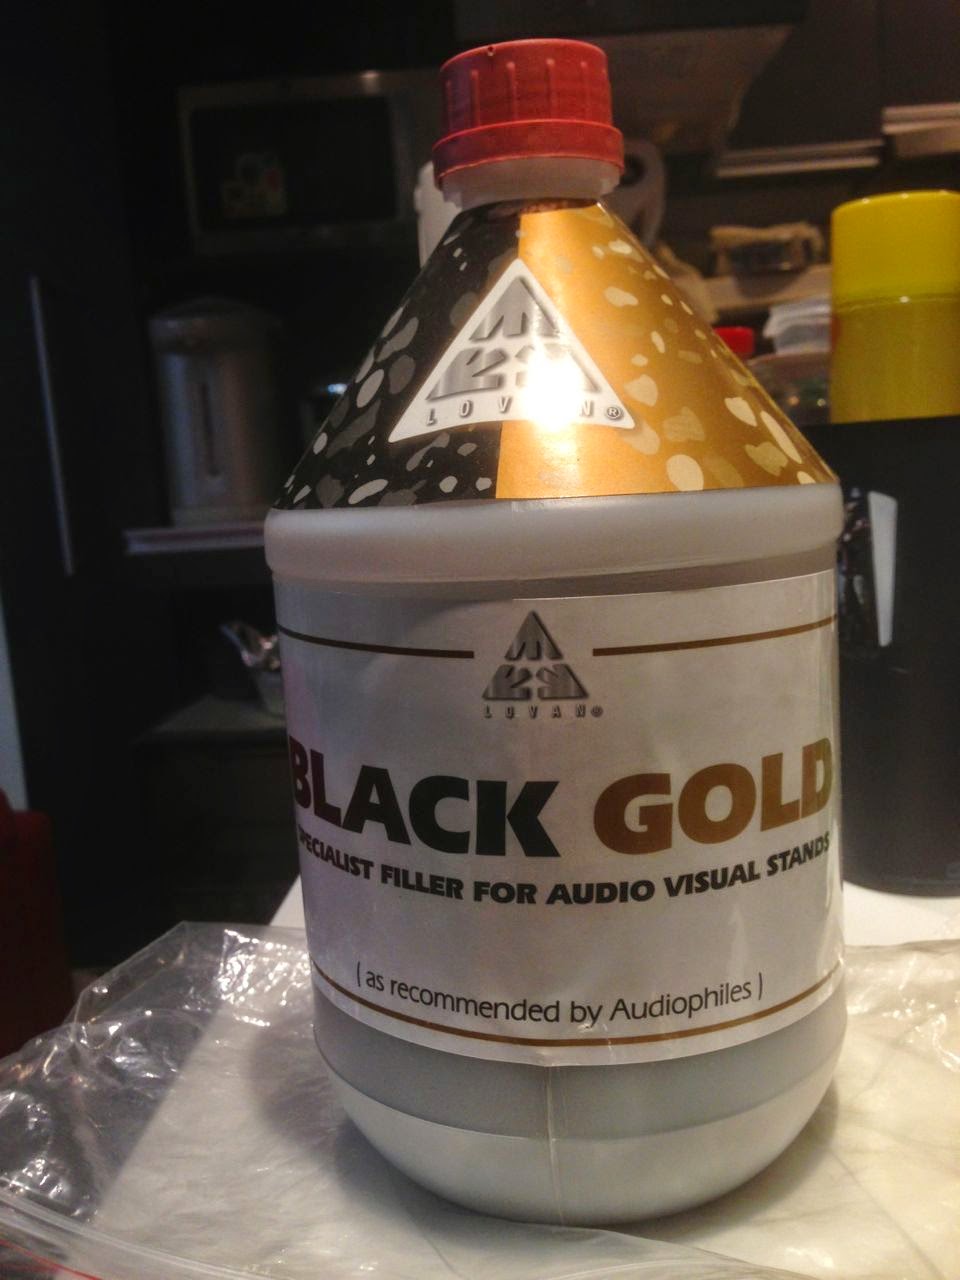 LOVAN®
LOVAN®
BLACK GOLD
SPECIALIST FILLER FOR AUDIO VISUAL STANDS
( as recommended by Audiophiles )